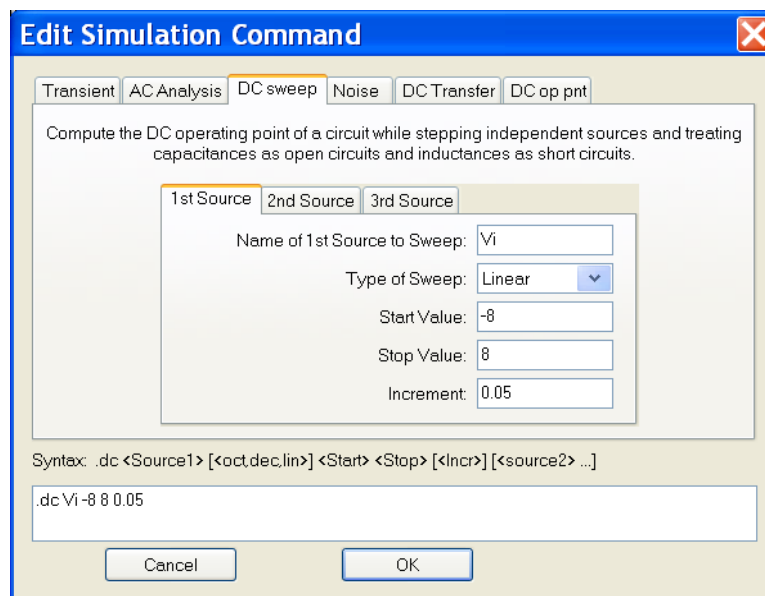 Edit Simulation Command
Transient AC Analysis DC sweep Noise DC Transfer DC op pnt
Compute the DC operating point of a circuit while stepping independent sources and treating
capacitances as open circuits and inductances as short circuits.
1st Source 2nd Source 3rd Source
Name of 1st Source to Sweep: Vi
Type of Sweep: Linear
Start Value: -8
Stop Value: 8
Increment: 0.05
Syntax: .dc <Source1> [<oct,dec,lin>] <Start> <Stop> [<Incr>] [<source2> ...]
.dc Vi -8 8 0.05
Cancel OK